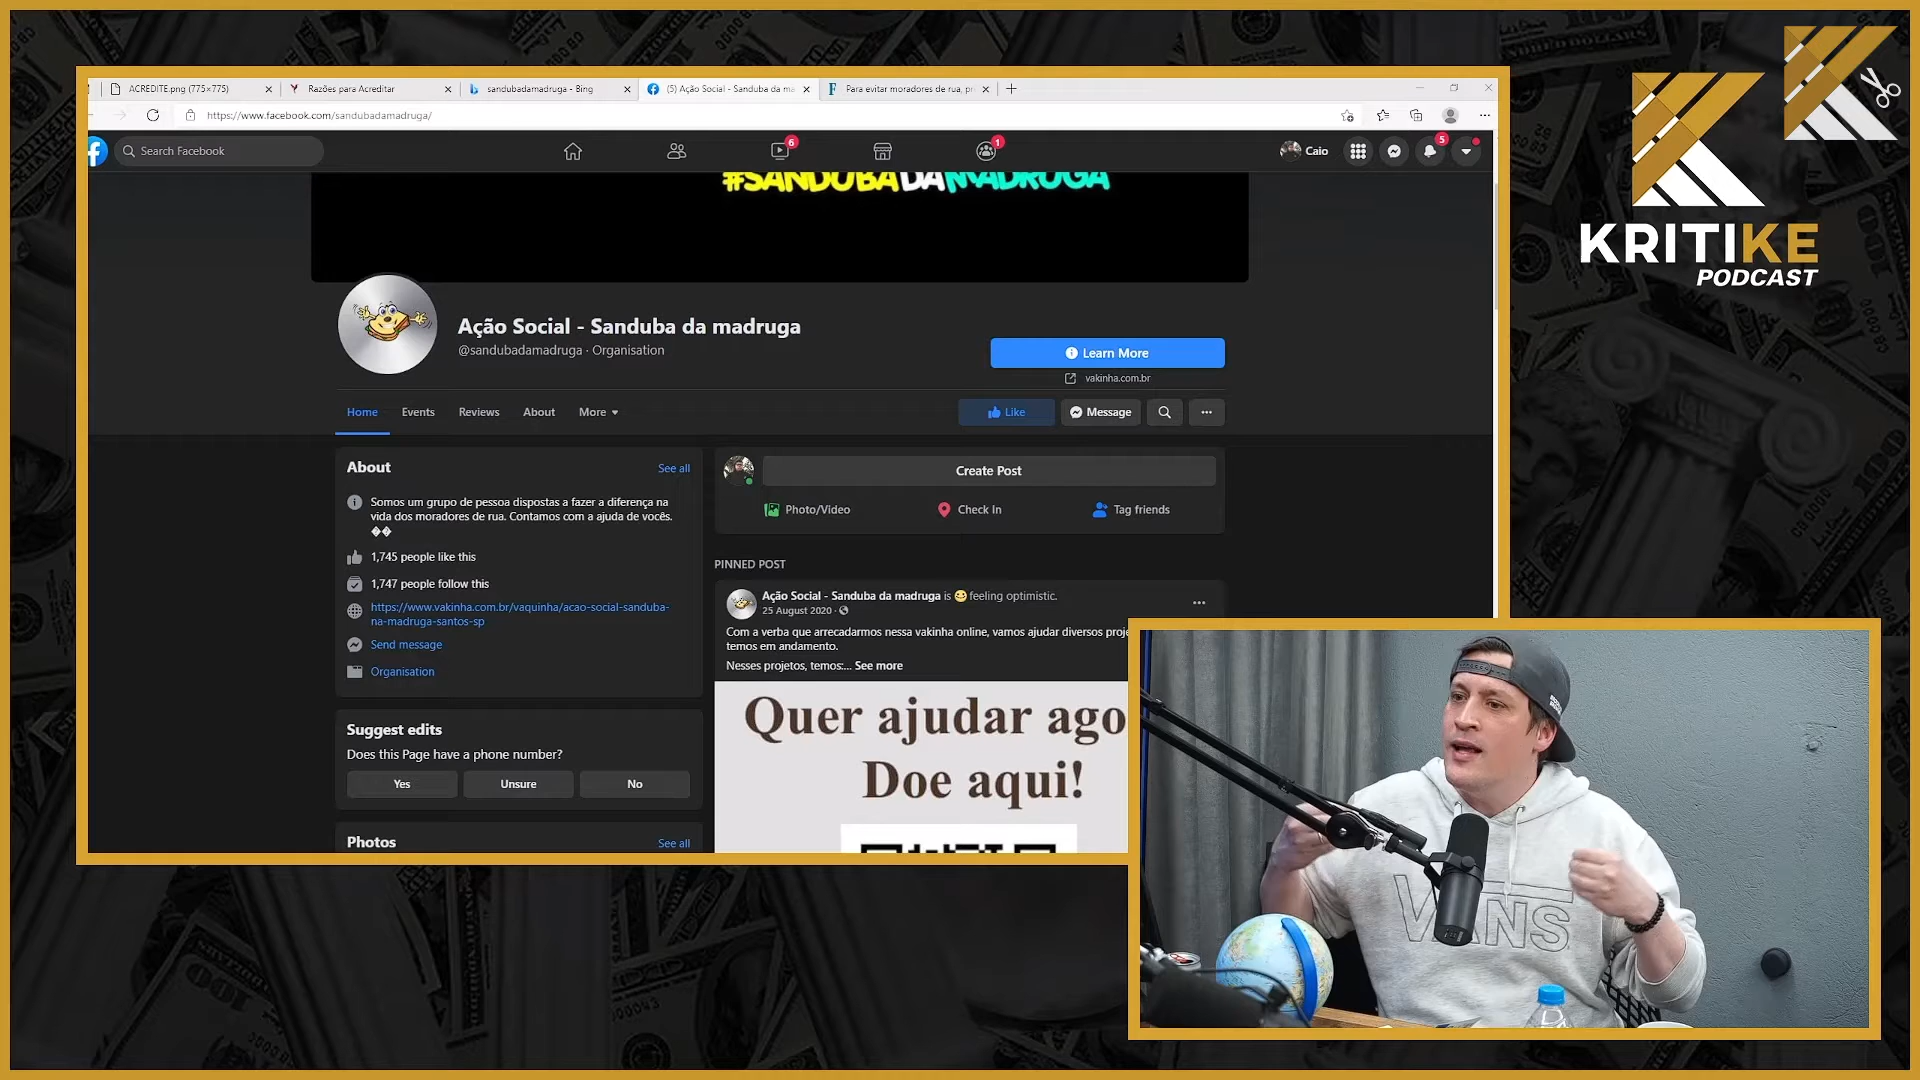 ACREDITE.png (775×775)
Razões para Acreditar
sandubadamadruga - Bing
(5) Ação Social - Sanduba da ma
Para evitar moradores de rua, pr
https://www.facebook.com/sandubadamadruga/
Search Facebook
6
1
Caio
5
#SANDUBADAMADRUGA
Ação Social - Sanduba da madruga
@sandubadamadruga · Organisation
Learn More
vakinha.com.br
Home
Events
Reviews
About
More
Like
Message
About
See all
Somos um grupo de pessoa dispostas a fazer a diferença na
vida dos moradores de rua. Contamos com a ajuda de vocês.
1,745 people like this
1,747 people follow this
https://www.vakinha.com.br/vaquinha/acao-social-sanduba-
na-madruga-santos-sp
Send message
Organisation
Suggest edits
Does this Page have a phone number?
Yes
Unsure
No
Photos
See all
Create Post
Photo/Video
Check In
Tag friends
PINNED POST
Ação Social - Sanduba da madruga is feeling optimistic.
25 August 2020 ·
Com a verba que arrecadarmos nessa vakinha online, vamos ajudar diversos proje
temos em andamento.
Nesses projetos, temos:... See more
Quer ajudar ago
Doe aqui!
KRITIKE
PODCAST
VANS